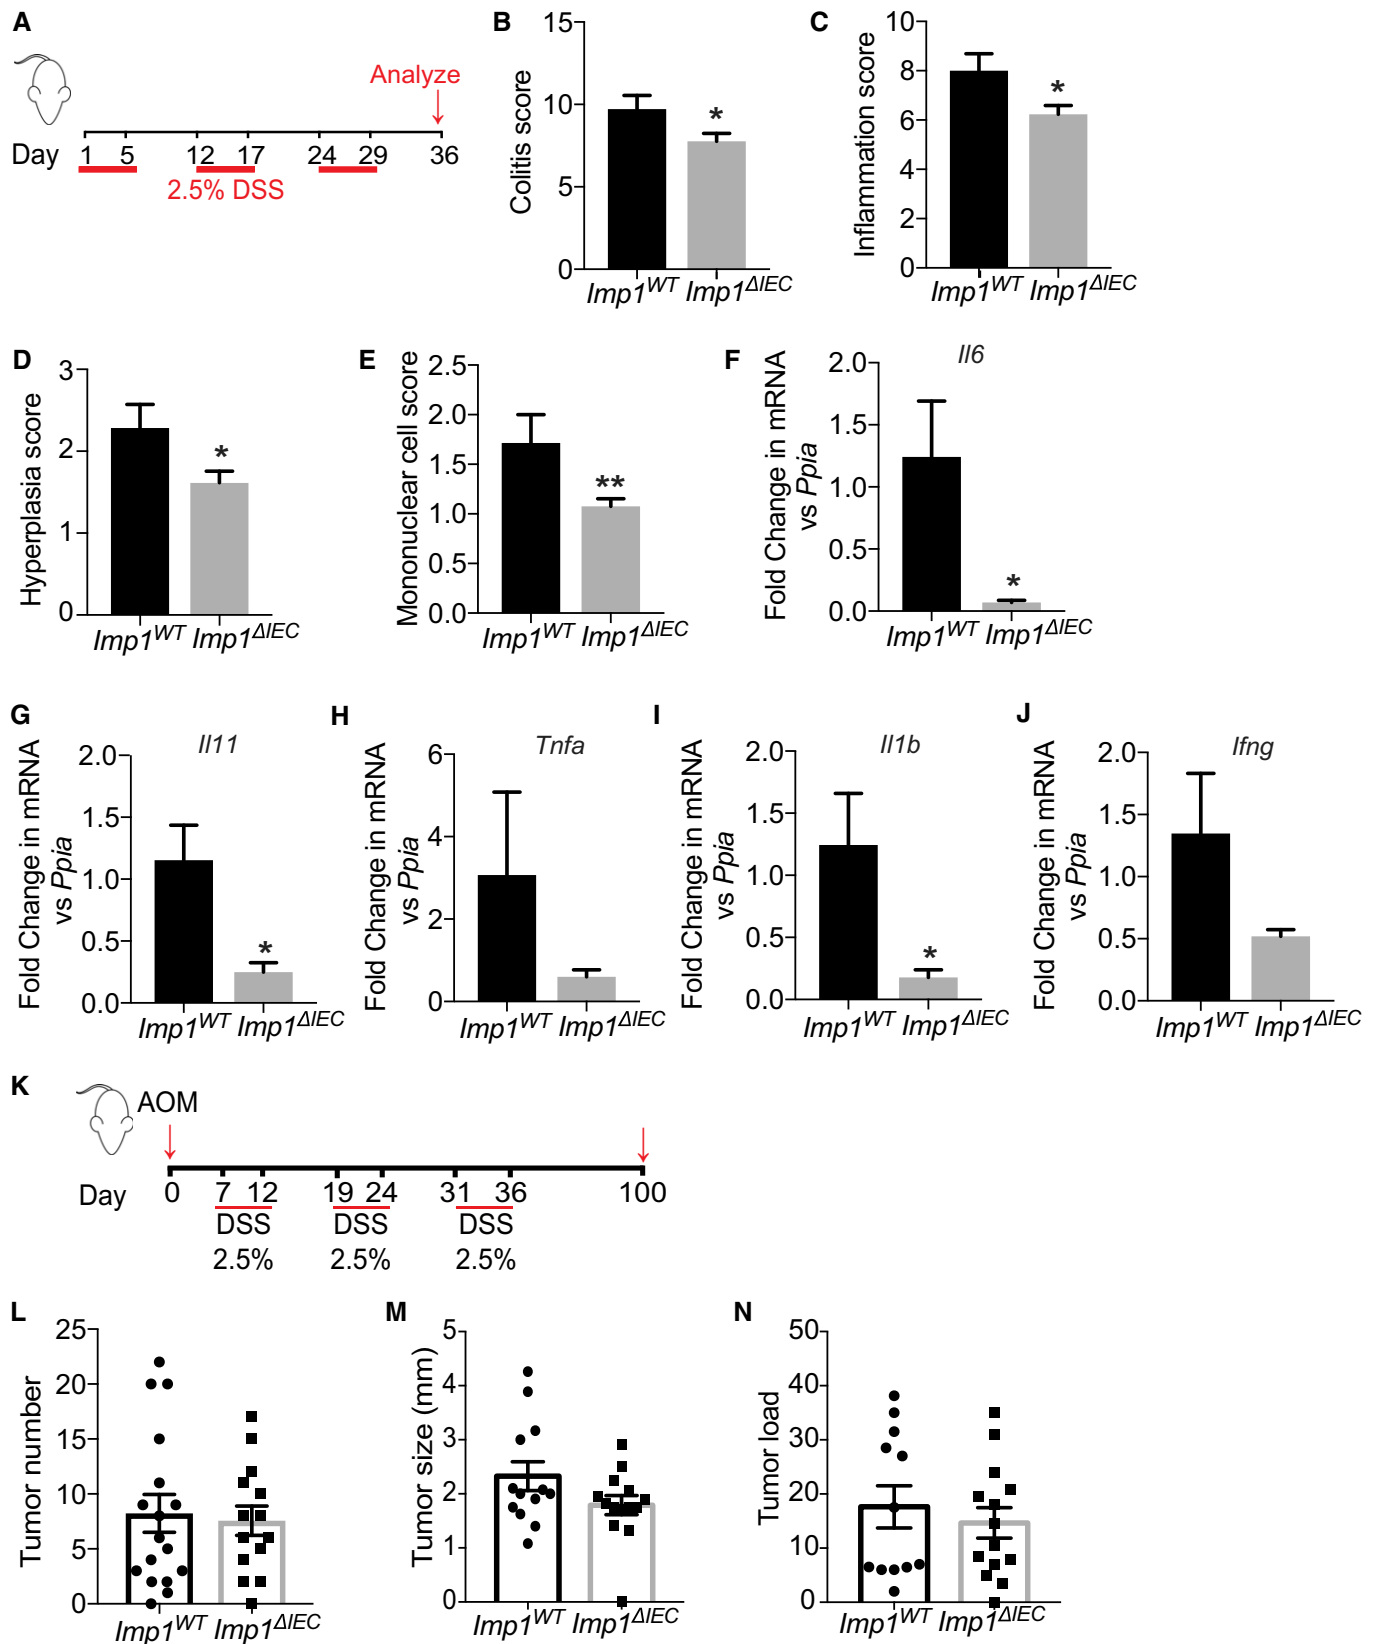 A
Analyze
Day 1 5 12 17 24 29 36
2.5% DSS
B
Colitis score
15
10
5
0
Imp1WT Imp1ΔIEC
*
C
Inflammation score
10
8
6
4
2
0
Imp1WT Imp1ΔIEC
*
D
Hyperplasia score
3
2
1
0
Imp1WT Imp1ΔIEC
*
E
Mononuclear cell score
2.5
2.0
1.5
1.0
0.5
0.0
Imp1WT Imp1ΔIEC
**
F
Il6
Fold Change in mRNA
vs Ppia
2.0
1.5
1.0
0.5
0.0
Imp1WT Imp1ΔIEC
*
G
Il11
Fold Change in mRNA
vs Ppia
2.0
1.5
1.0
0.5
0.0
Imp1WT Imp1ΔIEC
*
H
Tnfa
Fold Change in mRNA
vs Ppia
6
4
2
0
Imp1WT Imp1ΔIEC
I
Il1b
Fold Change in mRNA
vs Ppia
2.0
1.5
1.0
0.5
0.0
Imp1WT Imp1ΔIEC
*
J
Ifng
Fold Change in mRNA
vs Ppia
2.0
1.5
1.0
0.5
0.0
Imp1WT Imp1ΔIEC
K
AOM
Day 0 7 12 19 24 31 36 100
DSS DSS DSS
2.5% 2.5% 2.5%
L
Tumor number
25
20
15
10
5
0
Imp1WT Imp1ΔIEC
M
Tumor size (mm)
5
4
3
2
1
0
Imp1WT Imp1ΔIEC
N
Tumor load
50
40
30
20
10
0
Imp1WT Imp1ΔIEC